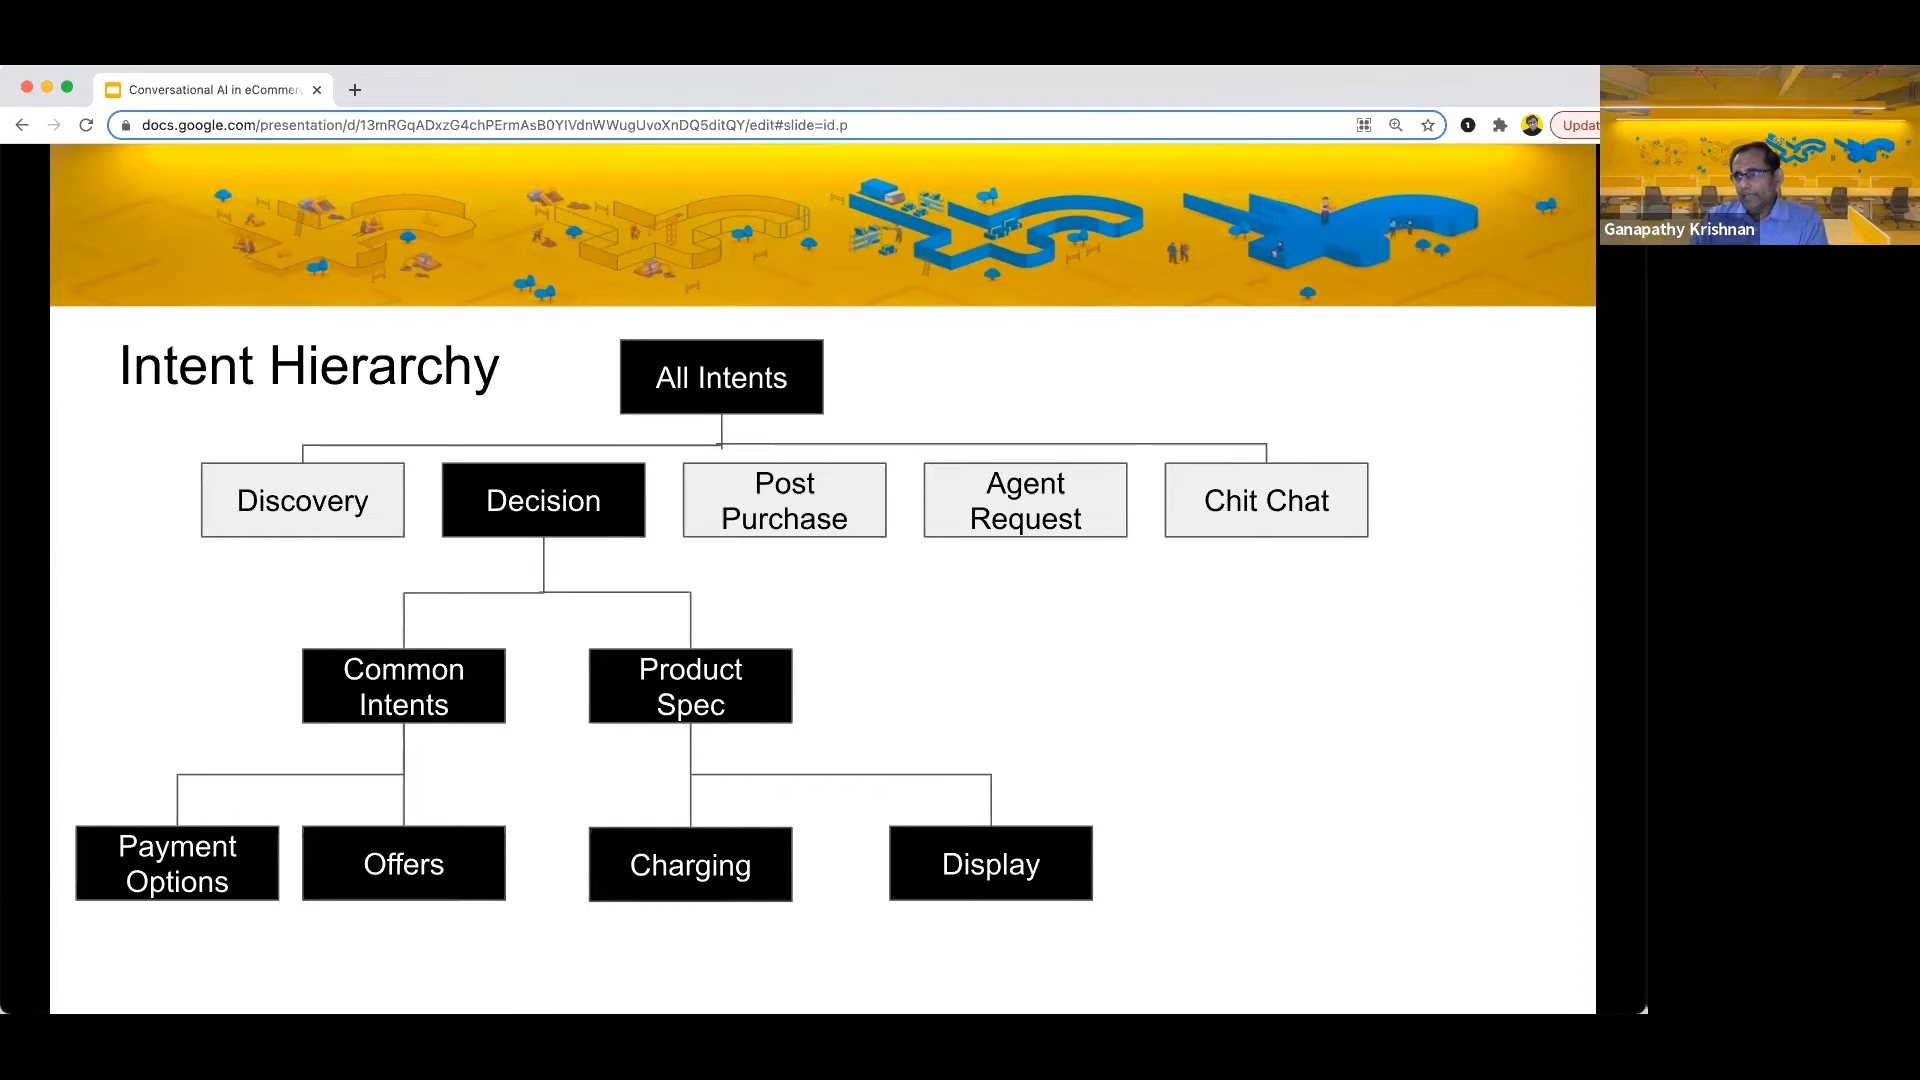 Conversational AI in eCommer
docs.google.com/presentation/d/13mRGqADxzG4chPErmAsB0YIVdnWWugUvoXnDQ5ditQY/edit#slide=id.p
Updat
Ganapathy Krishnan
Intent Hierarchy
All Intents
Discovery
Decision
Post
Purchase
Agent
Request
Chit Chat
Common
Intents
Product
Spec
Payment
Options
Offers
Charging
Display